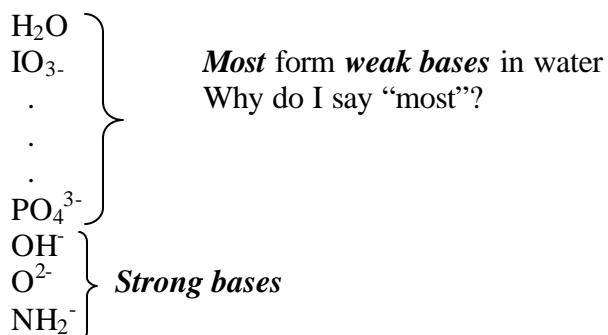 H₂O
IO₃₋ Most form weak bases in water
. Why do I say “most”?
.
.
PO₄³⁻
OH⁻
O²⁻ Strong bases
NH₂⁻